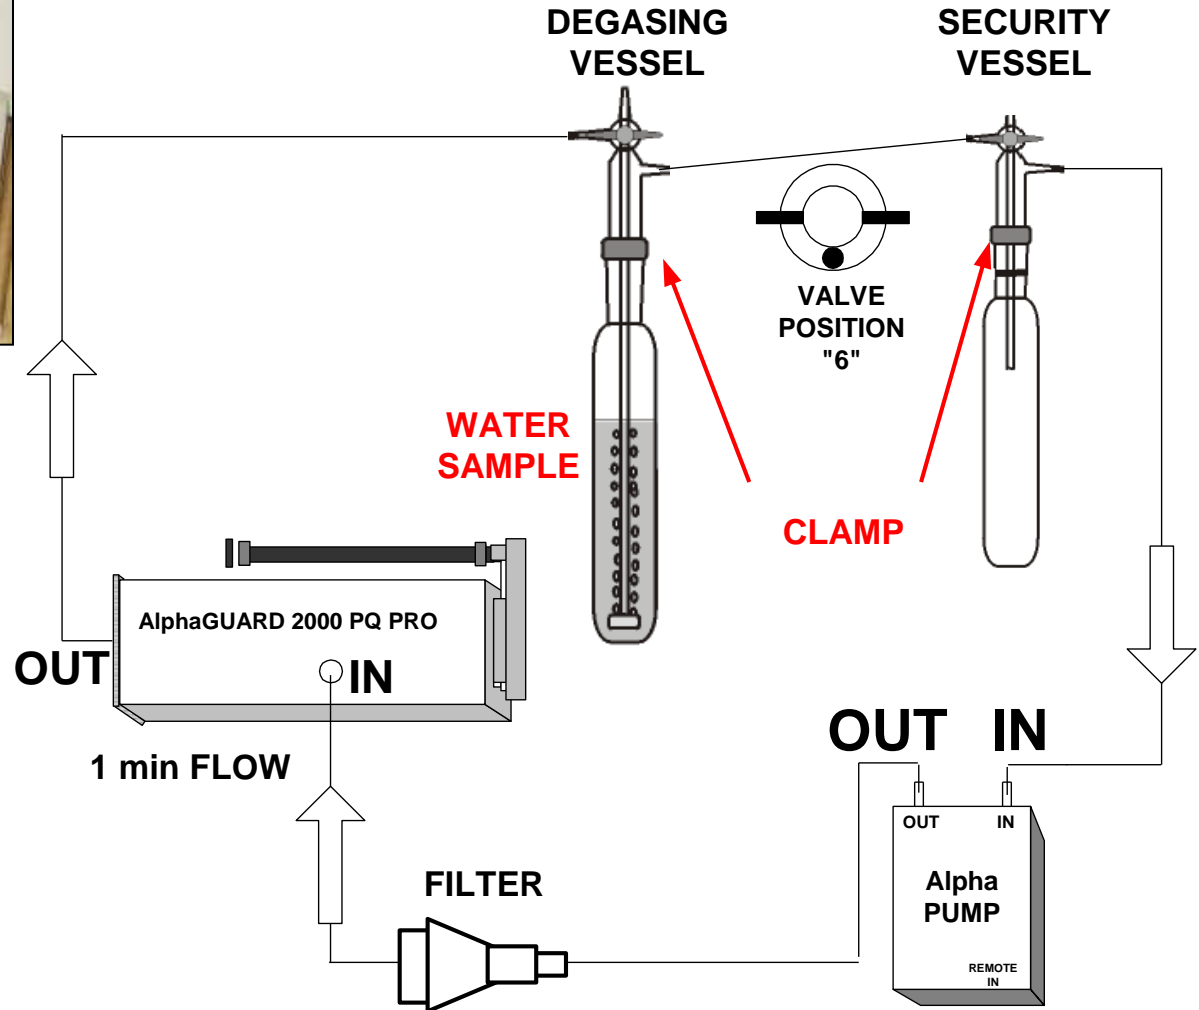 DEGASING
VESSEL
SECURITY
VESSEL
VALVE
POSITION
"6"
WATER
SAMPLE
CLAMP
AlphaGUARD 2000 PQ PRO
OUT
IN
1 min FLOW
OUT IN
OUT IN
Alpha
PUMP
REMOTE
IN
FILTER